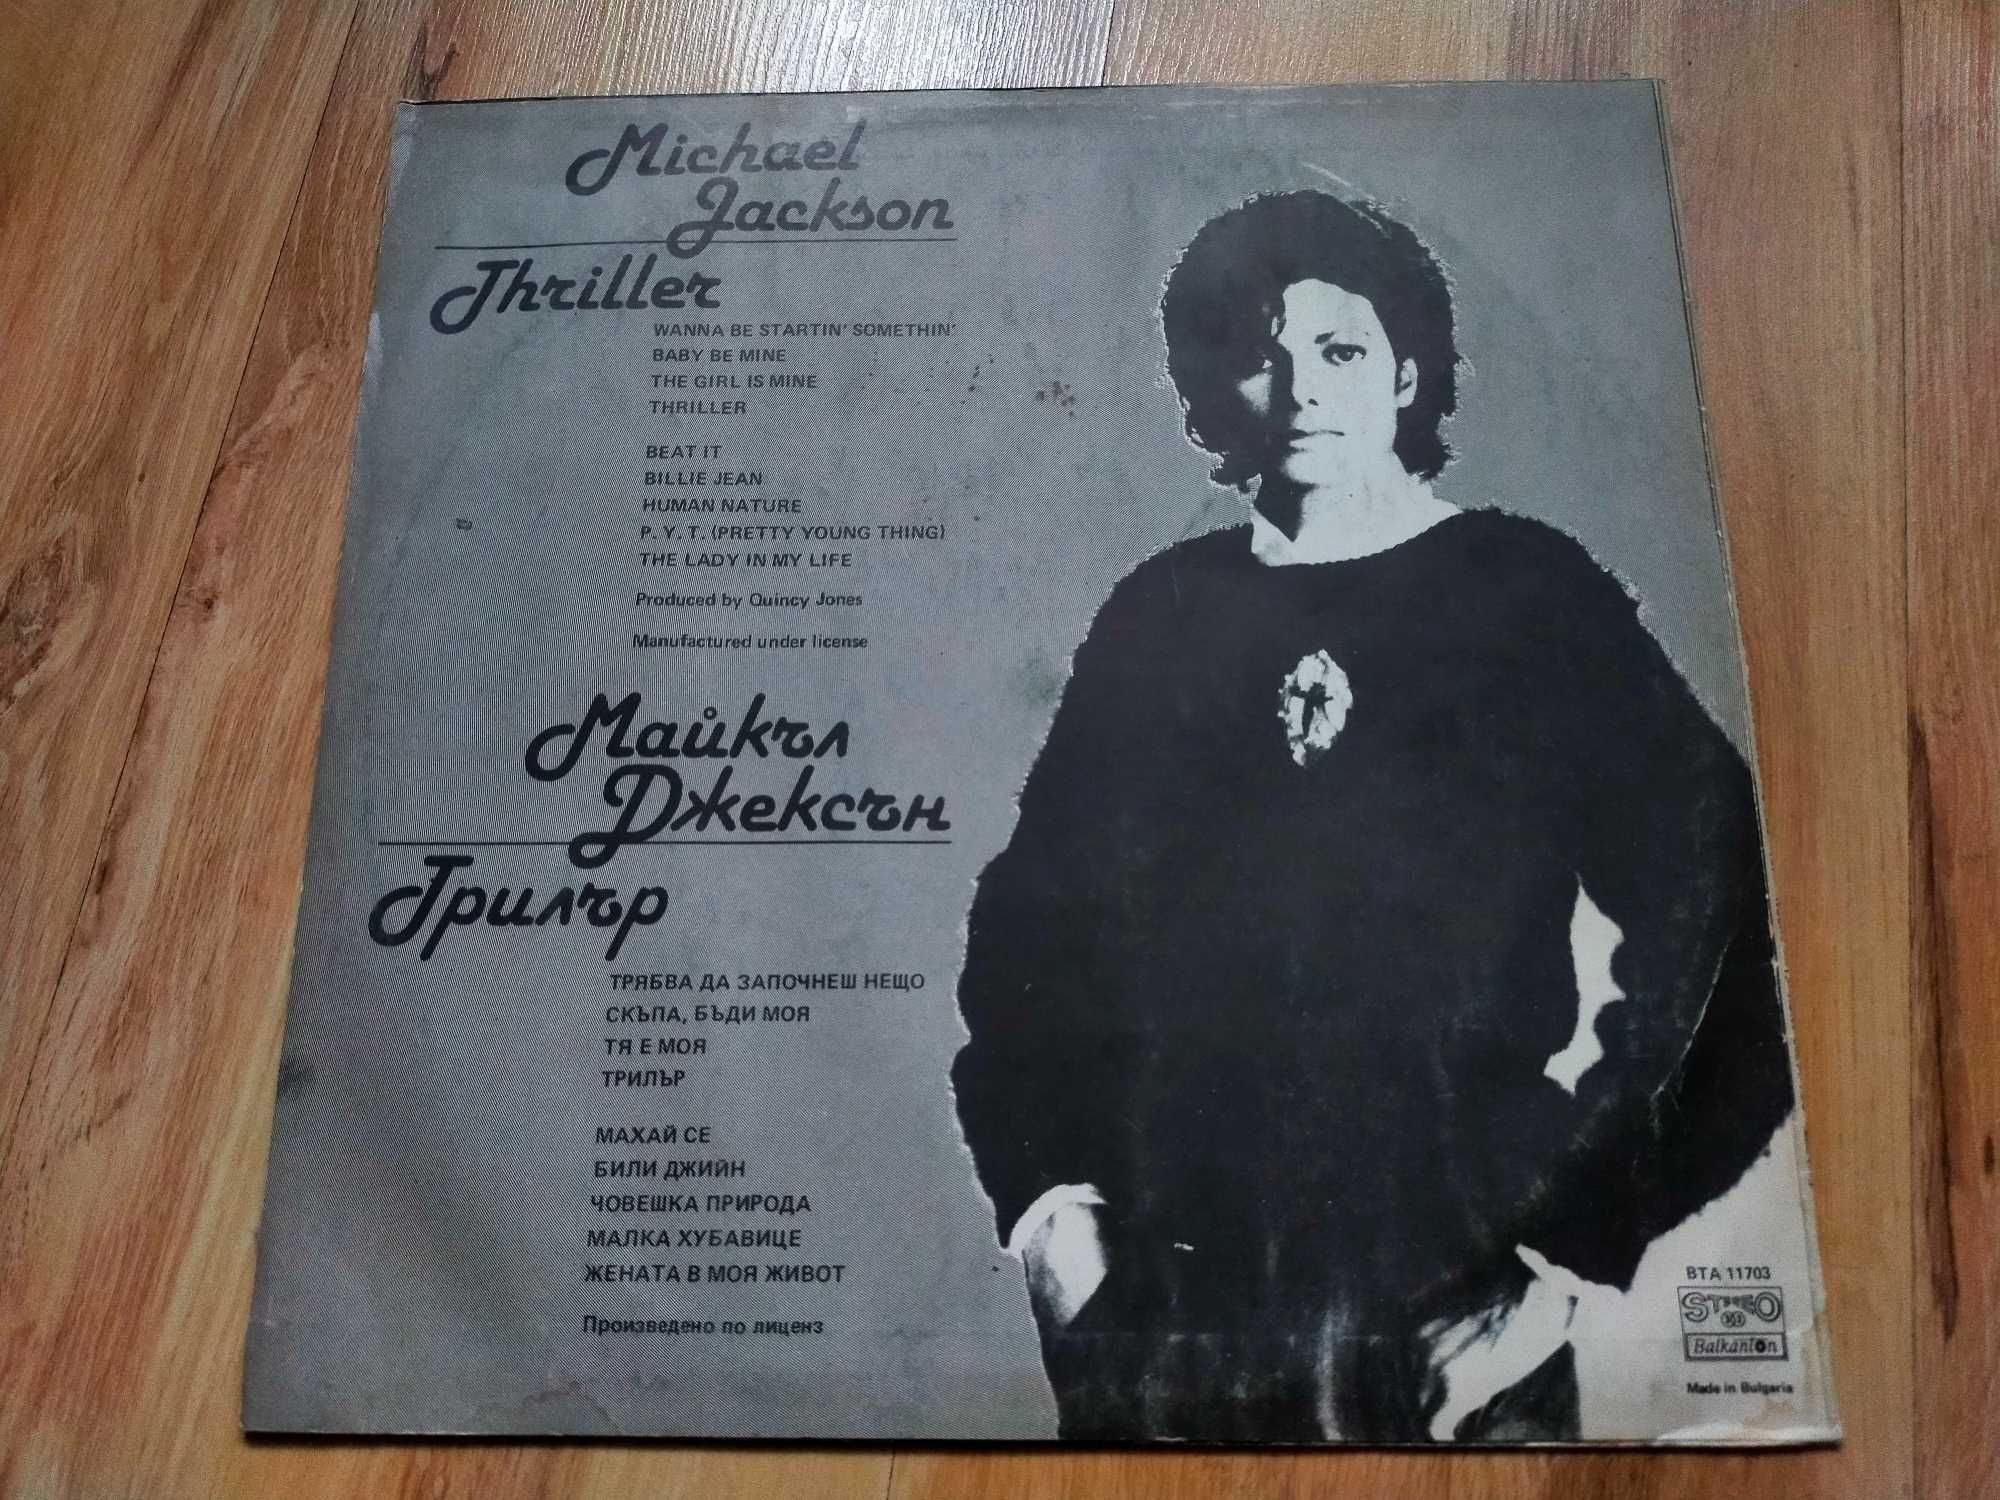 Michael
Jackson
Thriller
WANNA BE STARTIN' SOMETHIN'
BABY BE MINE
THE GIRL IS MINE
THRILLER
BEAT IT
BILLIE JEAN
HUMAN NATURE
P. Y. T. (PRETTY YOUNG THING)
THE LADY IN MY LIFE
Produced by Quincy Jones
Manufactured under license
Майкъл
Джексън
Трилър
ТРЯБВА ДА ЗАПОЧНЕШ НЕЩО
СКЪПА, БЪДИ МОЯ
ТЯ Е МОЯ
ТРИЛЪР
МАХАЙ СЕ
БИЛИ ДЖИЙН
ЧОВЕШКА ПРИРОДА
МАЛКА ХУБАВИЦЕ
ЖЕНАТА В МОЯ ЖИВОТ
Произведено по лиценз
ВТА 11703
STEREO
33
Balkanton
Made in Bulgaria